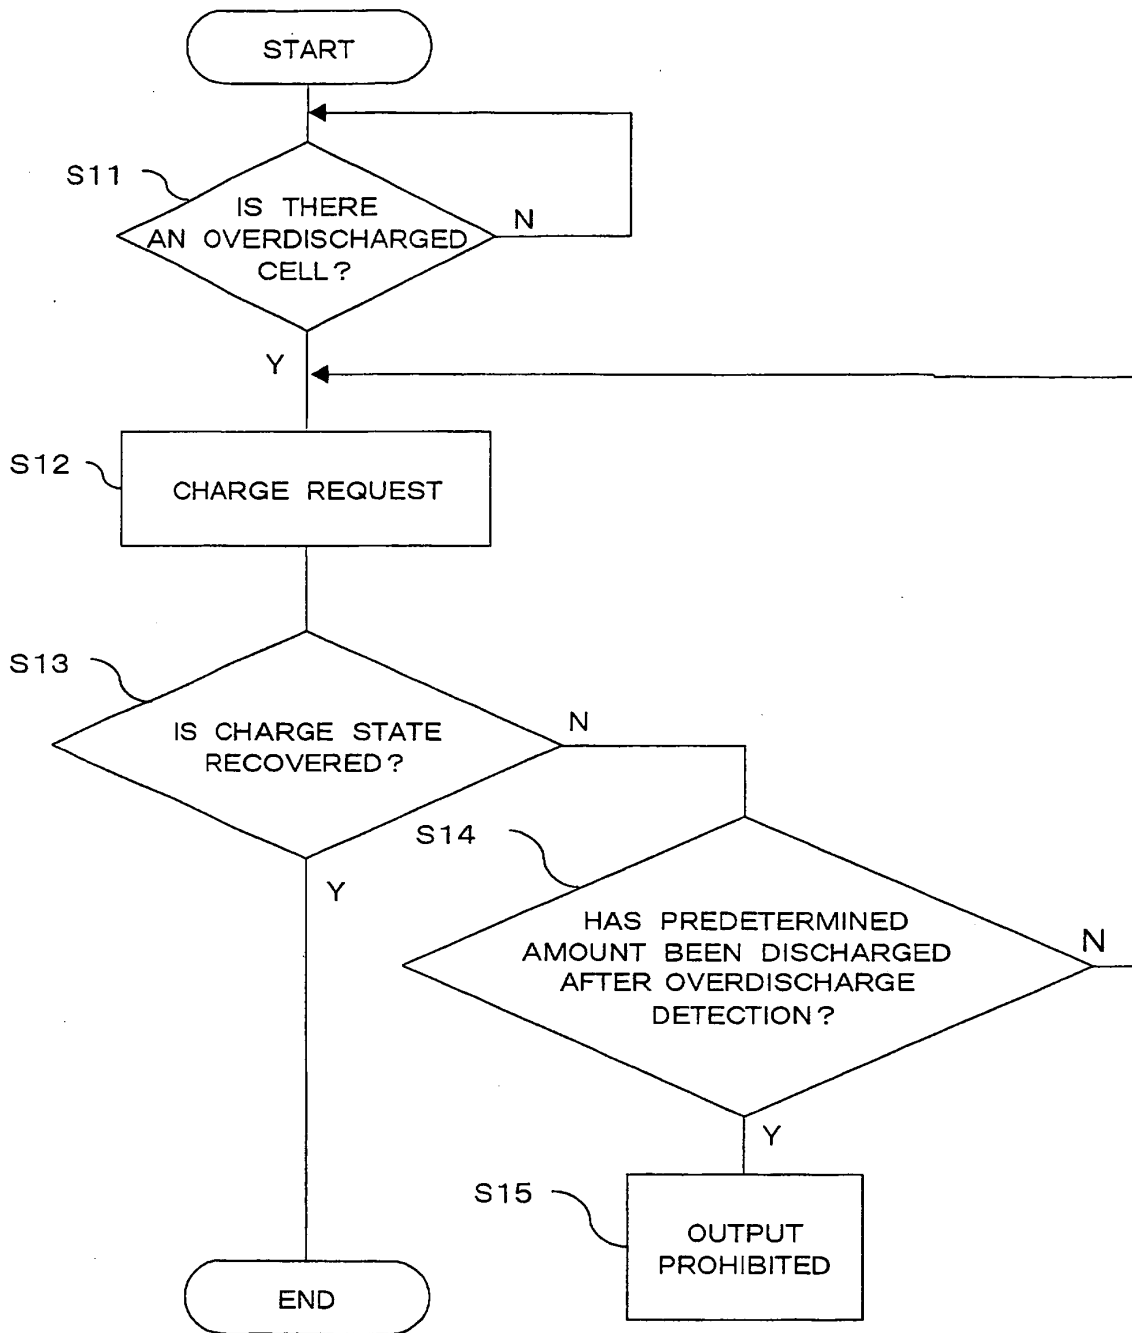 START
S11
IS THERE
AN OVERDISCHARGED
CELL?
N
Y
S12
CHARGE REQUEST
S13
IS CHARGE STATE
RECOVERED?
N
Y
S14
HAS PREDETERMINED
AMOUNT BEEN DISCHARGED
AFTER OVERDISCHARGE
DETECTION?
N
Y
S15
OUTPUT
PROHIBITED
END